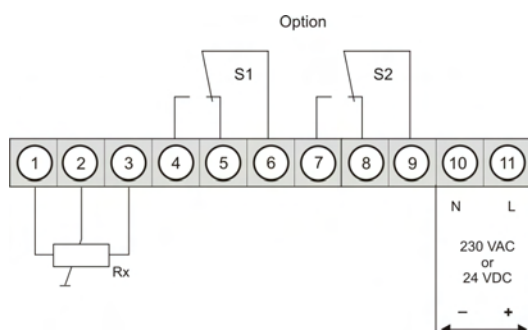 Option
S1 S2
1 2 3 4 5 6 7 8 9 10 11
N L
Rx
230 VAC
or
24 VDC
– +